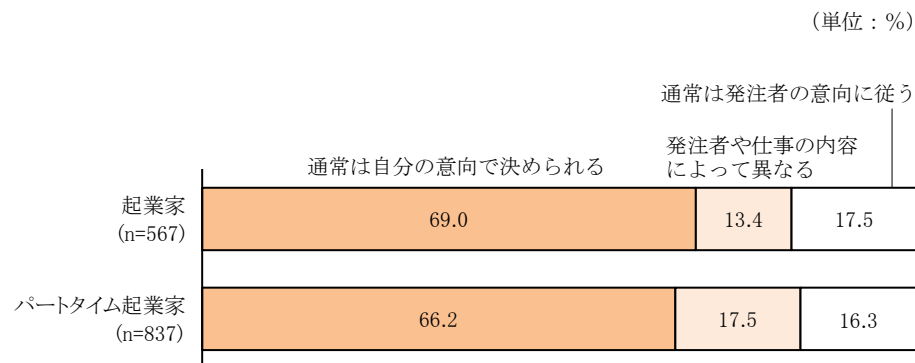 （単位：％）
通常は発注者の意向に従う
発注者や仕事の内容
によって異なる
通常は自分の意向で決められる
起業家
(n=567)
69.0
13.4
17.5
パートタイム起業家
(n=837)
66.2
17.5
16.3